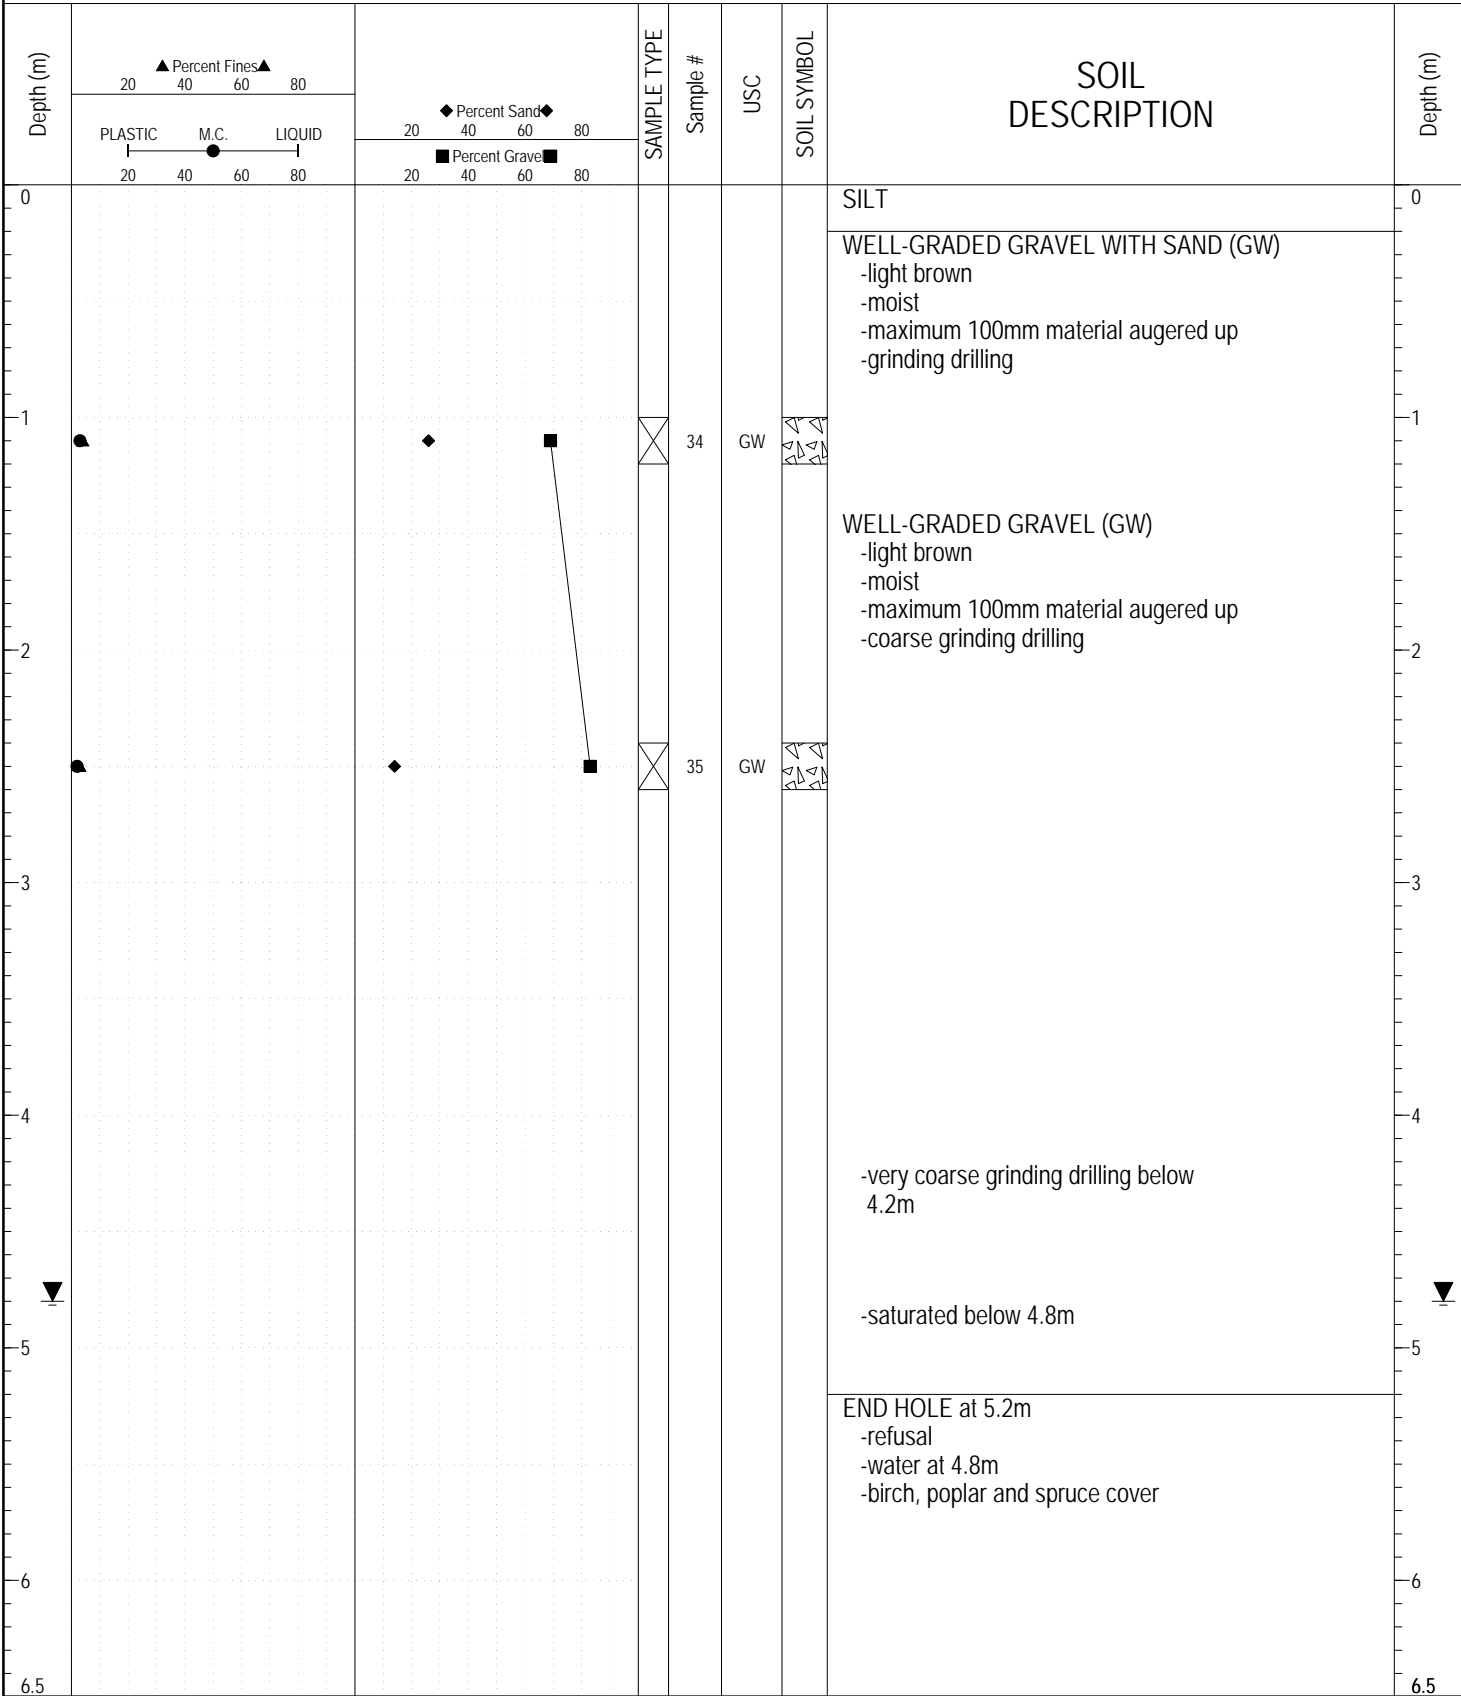 Depth (m)
▲ Percent Fines ▲
20 40 60 80
PLASTIC M.C. LIQUID
20 40 60 80
◆ Percent Sand ◆
20 40 60 80
■ Percent Gravel ■
20 40 60 80
SAMPLE TYPE
Sample #
USC
SOIL SYMBOL
SOIL
DESCRIPTION
Depth (m)
0
SILT
0
WELL-GRADED GRAVEL WITH SAND (GW)
-light brown
-moist
-maximum 100mm material augered up
-grinding drilling
1
1
34 GW
WELL-GRADED GRAVEL (GW)
-light brown
-moist
-maximum 100mm material augered up
-coarse grinding drilling
2
2
35 GW
3
3
4
4
-very coarse grinding drilling below
4.2m
-saturated below 4.8m
5
5
END HOLE at 5.2m
-refusal
-water at 4.8m
-birch, poplar and spruce cover
6
6
6.5
6.5